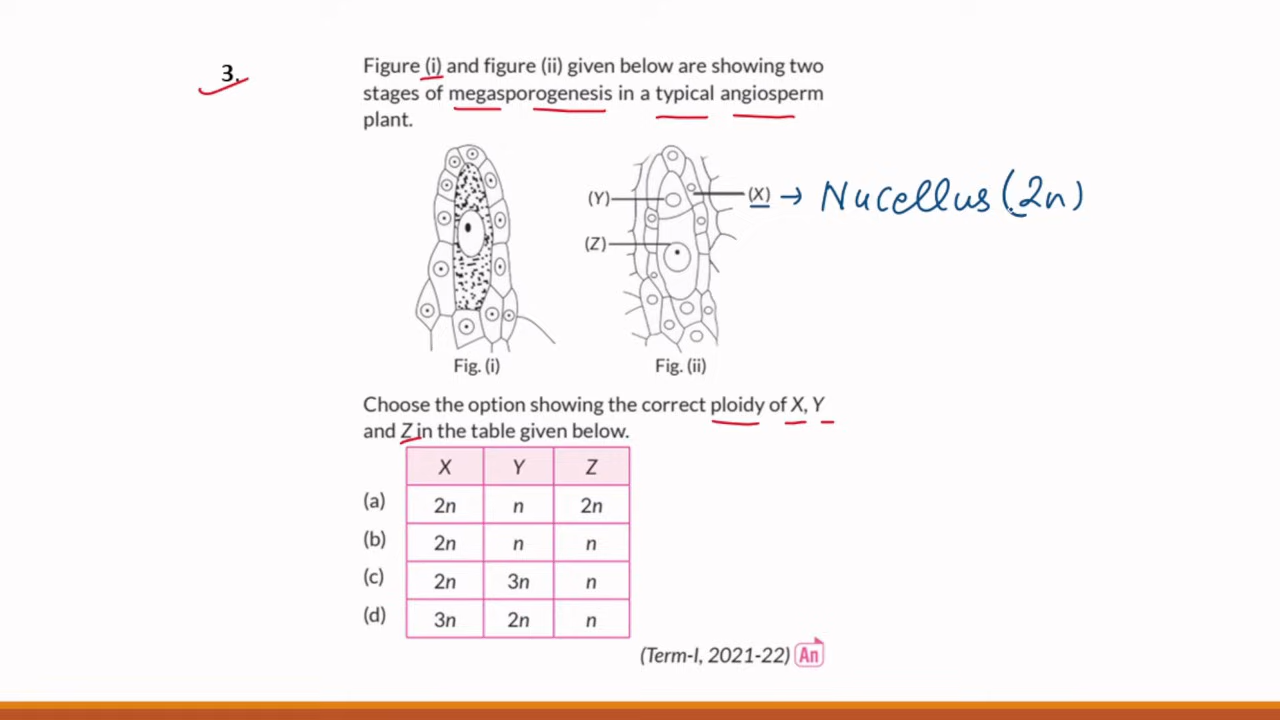 3.
Figure (i) and figure (ii) given below are showing two
stages of megasporogenesis in a typical angiosperm
plant.
(Y)
(X) → Nucellus (2n)
(Z)
Fig. (i)
Fig. (ii)
Choose the option showing the correct ploidy of X, Y
and Z in the table given below.
X Y Z
(a) 2n n 2n
(b) 2n n n
(c) 2n 3n n
(d) 3n 2n n
(Term-I, 2021-22) An